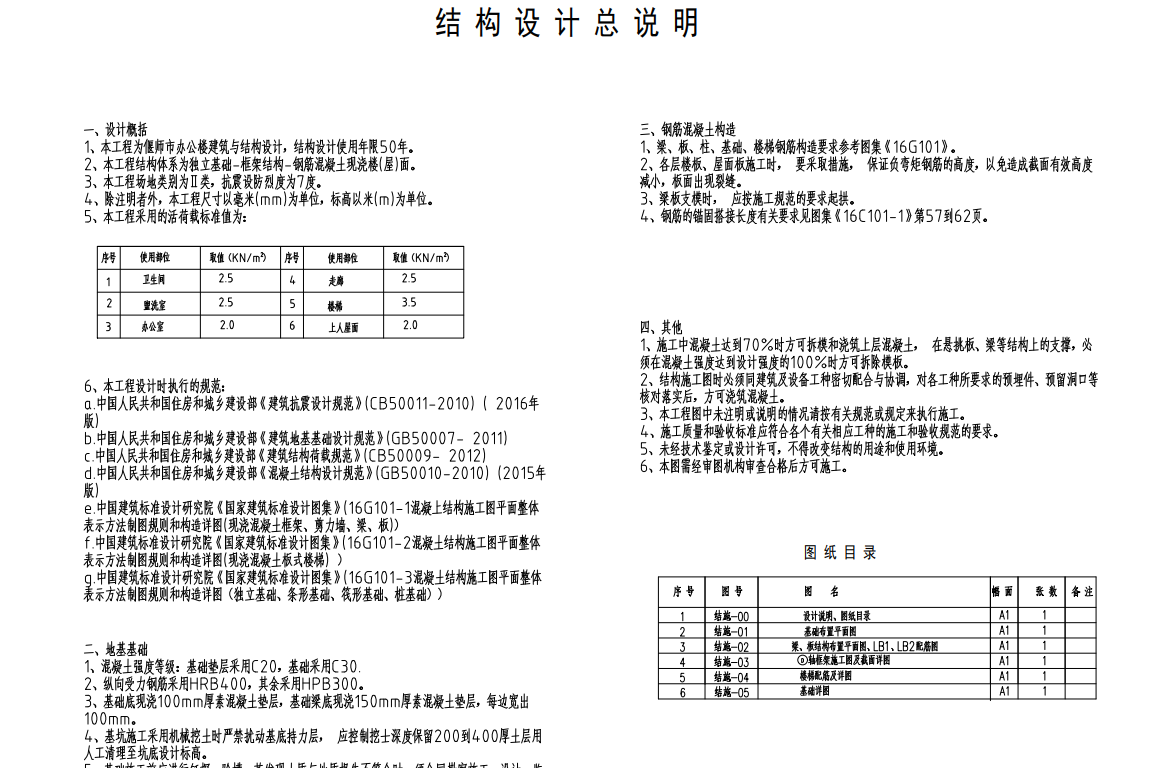 结构设计总说明
一、设计概括
1、本工程为偃师市办公楼建筑与结构设计，结构设计使用年限50年。
2、本工程结构体系为独立基础-框架结构-钢筋混凝土现浇楼(屋)面。
3、本工程场地类别为II类，抗震设防烈度为7度。
4、除注明者外，本工程尺寸以毫米(mm)为单位，标高以米(m)为单位。
5、本工程采用的活荷载标准值为:
序号 使用部位 取值 (KN/m²) 序号 使用部位 取值 (KN/m²)
1 卫生间 2.5 4 走廊 2.5
2 盥洗室 2.5 5 楼梯 3.5
3 办公室 2.0 6 上人屋面 2.0
6、本工程设计时执行的规范:
a.中国人民共和国住房和城乡建设部《建筑抗震设计规范》(CB50011-2010) ( 2016年
版)
b.中国人民共和国住房和城乡建设部《建筑地基基础设计规范》(GB50007- 2011)
c.中国人民共和国住房和城乡建设部《建筑结构荷载规范》(CB50009- 2012)
d.中国人民共和国住房和城乡建设部《混凝土结构设计规范》(GB50010-2010) (2015年
版)
e.中国建筑标准设计研究院《国家建筑标准设计图集》(16G101-1混凝上结构施工图平面整体
表示方法制图规则和构造详图(现浇混凝土框架、剪力墙、梁、板))
f.中国建筑标准设计研究院《国家建筑标准设计图集》(16G101-2混凝土结构施工图平面整体
表示方法制图规则和构造详图(现浇混凝土板式楼梯) )
g.中国建筑标准设计研究院《国家建筑标准设计图集》(16G101-3混凝土结构施工图平面整体
表示方法制图规则和构造详图 (独立基础、条形基础、筏形基础、桩基础) )
二、地基基础
1、混凝土强度等级: 基础垫层采用C20，基础采用C30.
2、纵向受力钢筋采用HRB400，其余采用HPB300。
3、基础底现浇100mm厚素混凝土垫层，基础梁底现浇150mm厚素混凝土垫层，每边宽出
100mm。
4、基坑施工采用机械挖土时严禁扰动基底持力层， 应控制挖土深度保留200到400厚土层用
人工清理至坑底设计标高。
三、钢筋混凝土构造
1、梁、板、柱、基础、楼梯钢筋构造要求参考图集《16G101》。
2、各层楼板、屋面板施工时， 要采取措施， 保证负弯矩钢筋的高度，以免造成截面有效高度
减小，板面出现裂缝。
3、梁板支模时， 应按施工规范的要求起拱。
4、钢筋的锚固搭接长度有关要求见图集《16C101-1》第57到62页。
四、其他
1、施工中混凝土达到70%时方可拆模和浇筑上层混凝土， 在悬挑板、梁等结构上的支撑，必
须在混凝土强度达到设计强度的100%时方可拆除模板。
2、结构施工图时必须同建筑及设备工种密切配合与协调，对各工种所要求的预埋件、预留洞口等
核对落实后，方可浇筑混凝土。
3、本工程图中未注明或说明的情况请按有关规范或规定来执行施工。
4、施工质量和验收标准应符合各个有关相应工种的施工和验收规范的要求。
5、未经技术鉴定或设计许可，不得改变结构的用途和使用环境。
6、本图需经审图机构审查合格后方可施工。
图纸目录
序号 图号 图 名 幅面 张数 备注
1 结施-00 设计说明、图纸目录 A1 1
2 结施-01 基础布置平面图 A1 1
3 结施-02 梁、板结构布置平面图、LB1、LB2配筋图 A1 1
4 结施-03 轴框架施工图及截面详图 A1 1
5 结施-04 楼梯配筋及详图 A1 1
6 结施-05 基础详图 A1 1